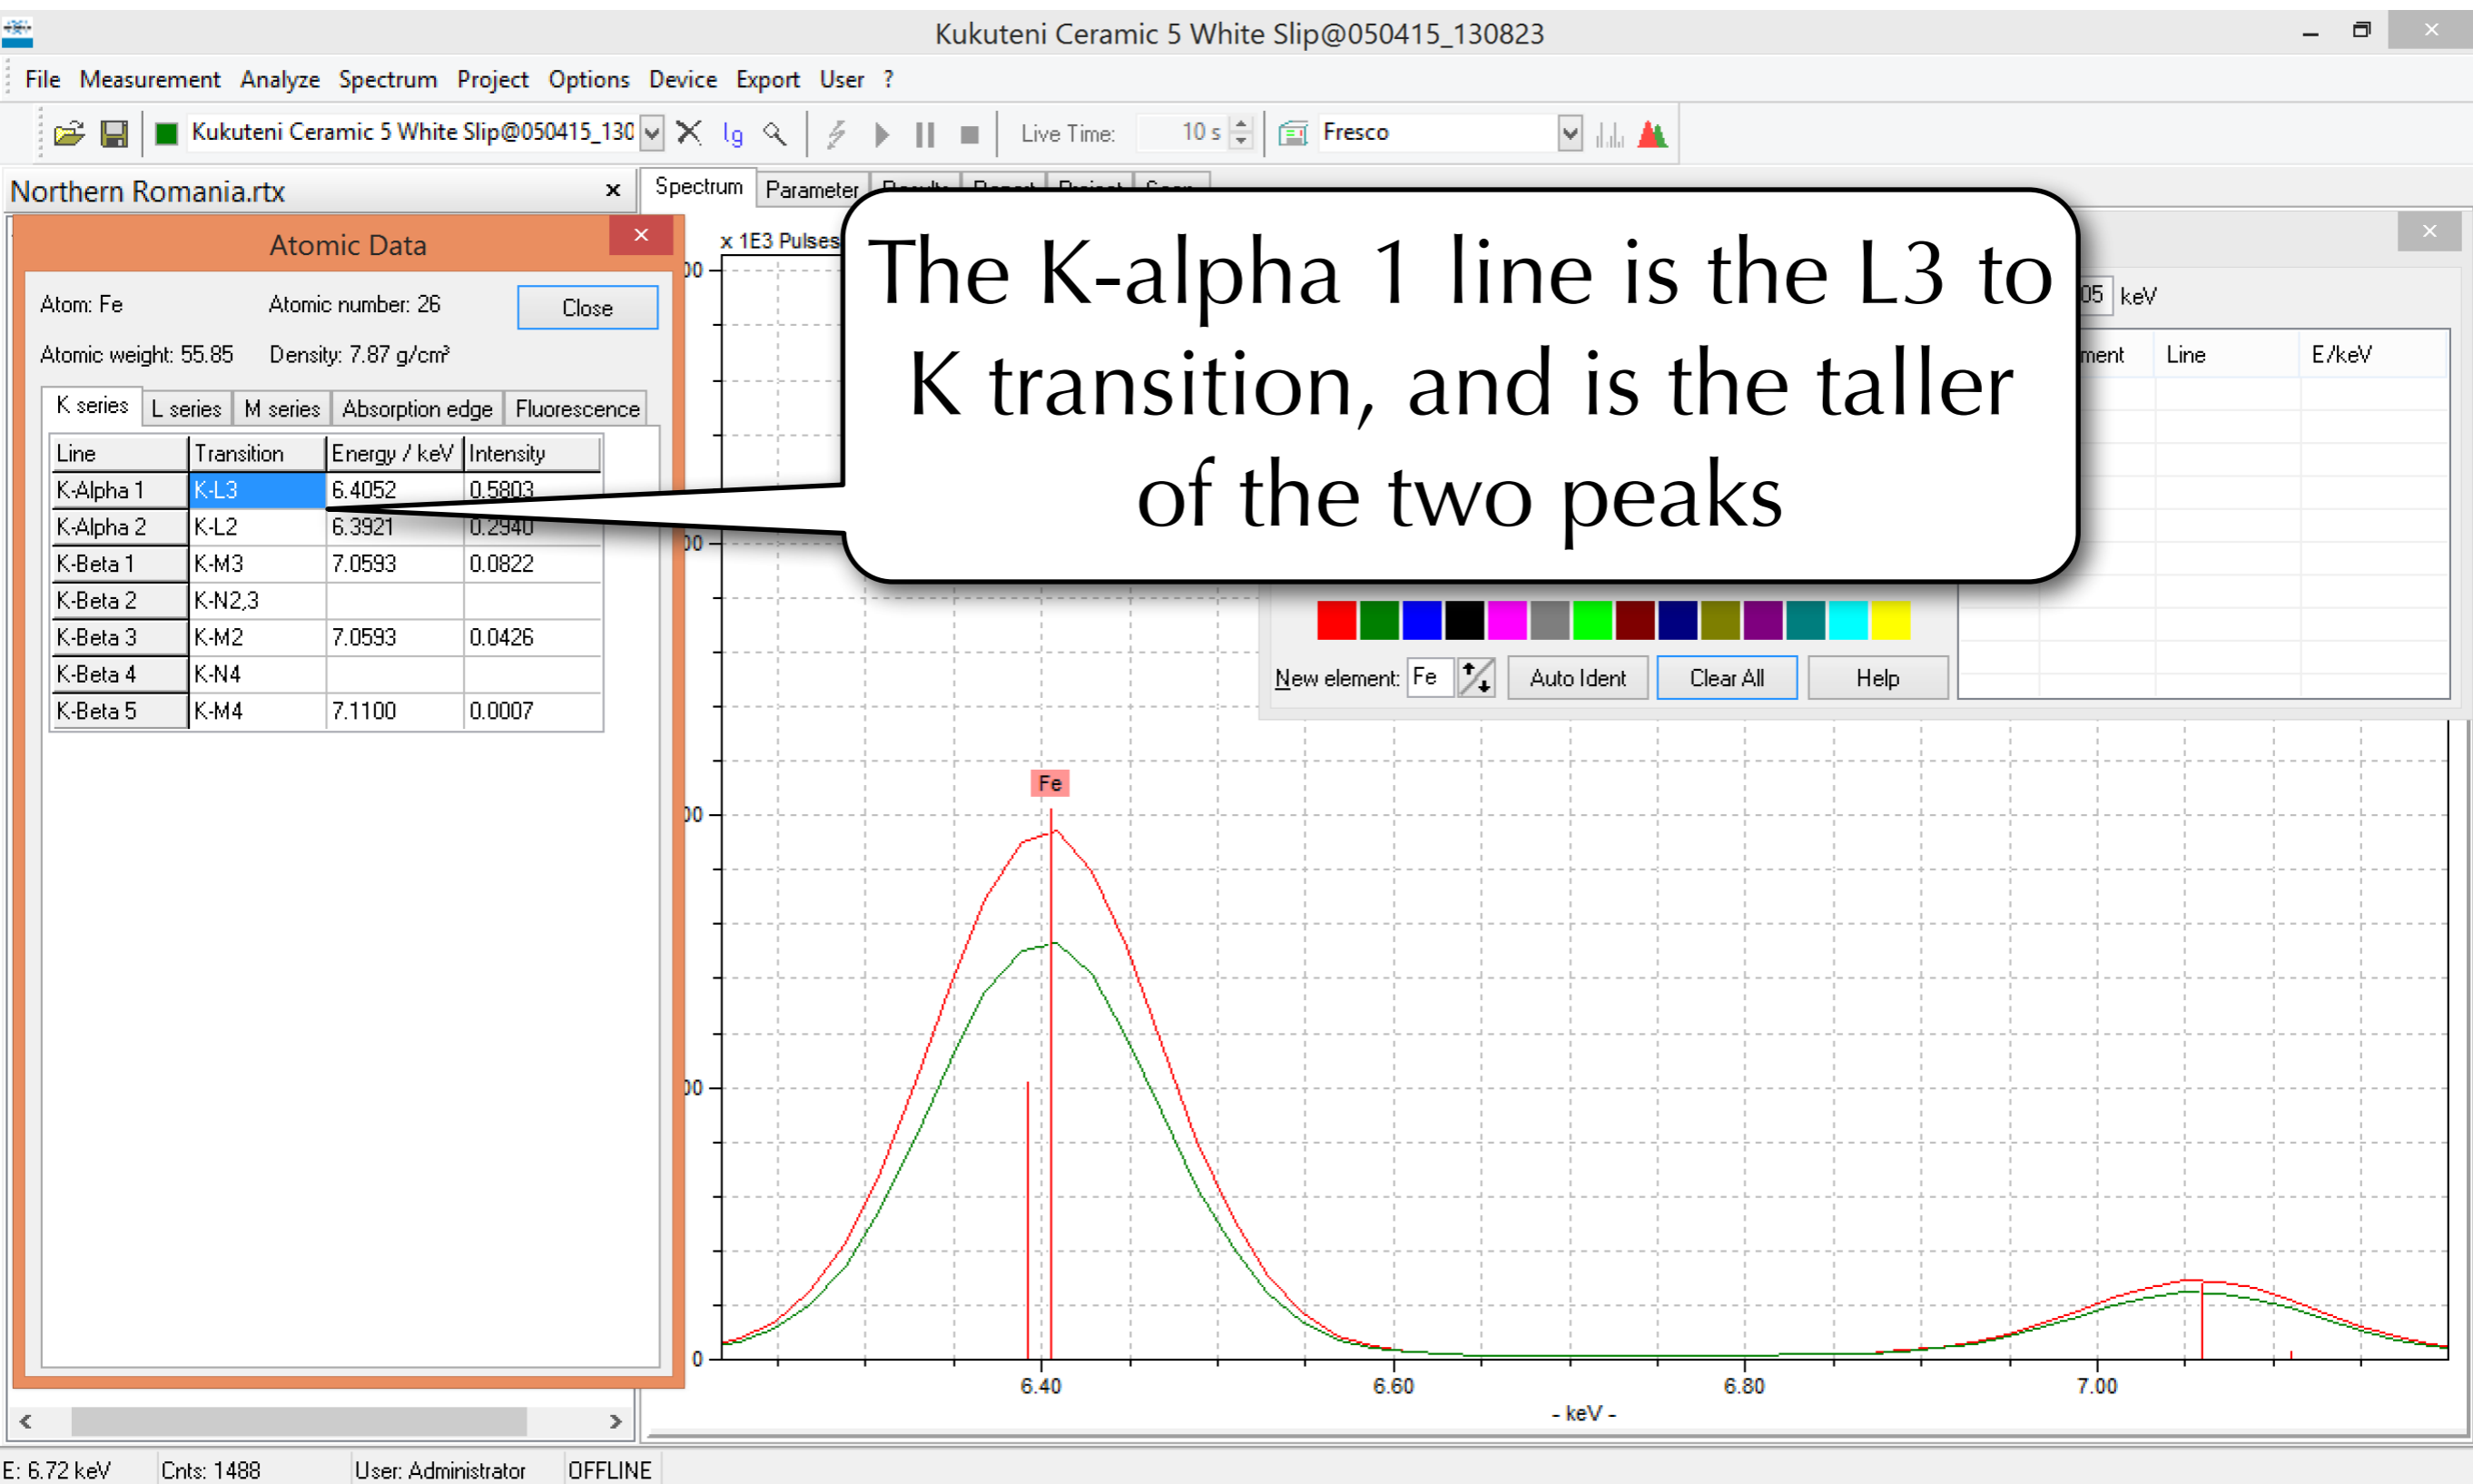 Kukuteni Ceramic 5 White Slip@050415_130823
File Measurement Analyze Spectrum Project Options Device Export User ?
Kukuteni Ceramic 5 White Slip@050415_130 lg Live Time: 10 s Fresco
Northern Romania.rtx
Spectrum Parameter
Atomic Data
Atom: Fe Atomic number: 26 Close
Atomic weight: 55.85 Density: 7.87 g/cm³
K series L series M series Absorption edge Fluorescence
Line Transition Energy / keV Intensity
K-Alpha 1 K-L3 6.4052 0.5803
K-Alpha 2 K-L2 6.3921 0.2940
K-Beta 1 K-M3 7.0593 0.0822
K-Beta 2 K-N2,3
K-Beta 3 K-M2 7.0593 0.0426
K-Beta 4 K-N4
K-Beta 5 K-M4 7.1100 0.0007
x 1E3 Pulses
The K-alpha 1 line is the L3 to
K transition, and is the taller
of the two peaks
05 keV
ment Line E/keV
New element: Fe Auto Ident Clear All Help
Fe
0
6.40 6.60 6.80 7.00
- keV -
E: 6.72 keV Cnts: 1488 User: Administrator OFFLINE